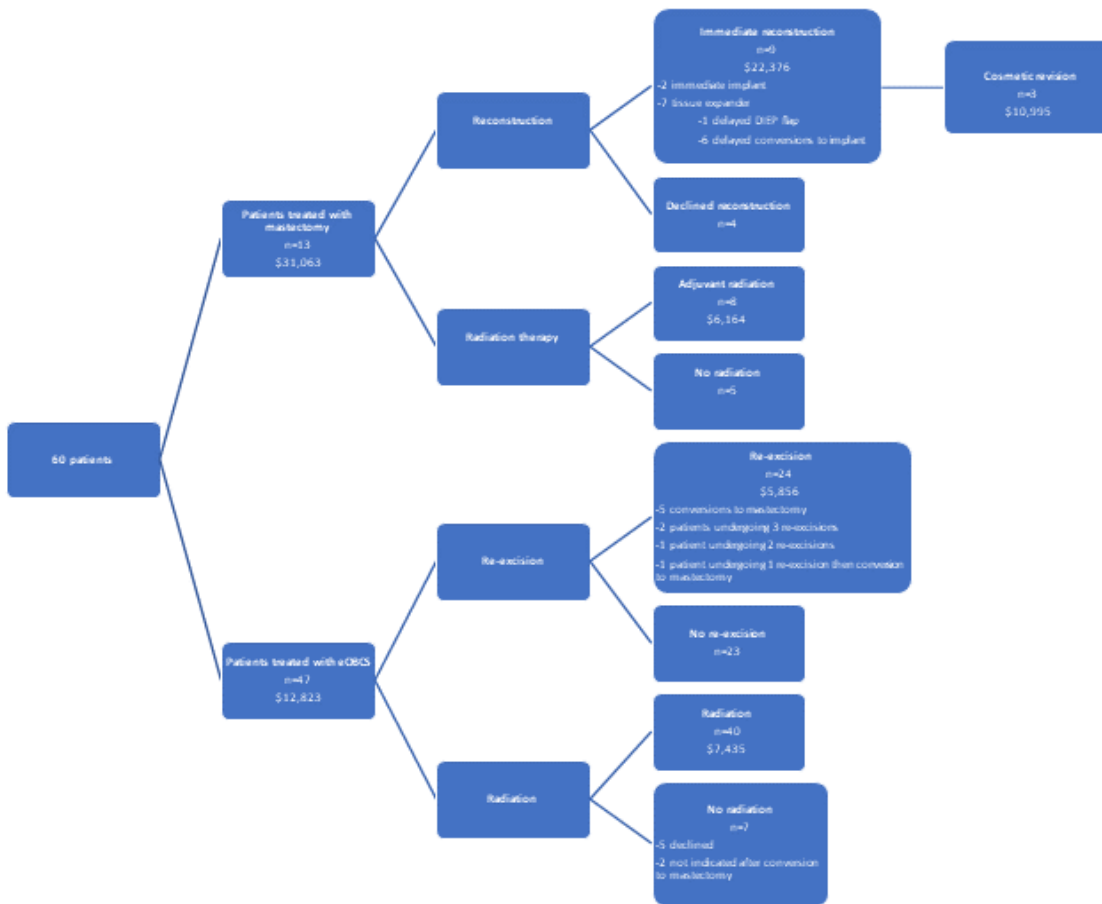 60 patients
Patients treated with
mastectomy
n=13
$31,063
Reconstruction
Immediate reconstruction
n=9
$22,376
-2 immediate implant
-7 tissue expander
-1 delayed DIEP flap
-6 delayed conversions to implant
Cosmetic revision
n=3
$10,995
Declined reconstruction
n=4
Radiation therapy
Adjuvant radiation
n=8
$6,164
No radiation
n=5
Patients treated with eOBCS
n=47
$12,823
Re-excision
Re-excision
n=24
$5,856
-5 conversions to mastectomy
-2 patients undergoing 3 re-excisions
-1 patient undergoing 2 re-excisions
-1 patient undergoing 1 re-excision then conversion
to mastectomy
No re-excision
n=23
Radiation
Radiation
n=40
$7,435
No radiation
n=7
-5 declined
-2 not indicated after conversion
to mastectomy